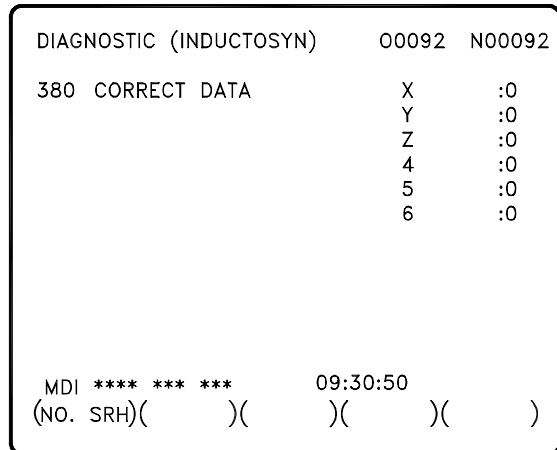 DIAGNOSTIC (INDUCTOSYN) O0092 N00092
380 CORRECT DATA X :0
Y :0
Z :0
4 :0
5 :0
6 :0
MDI **** *** *** 09:30:50
(NO. SRH)( )( )( )( )